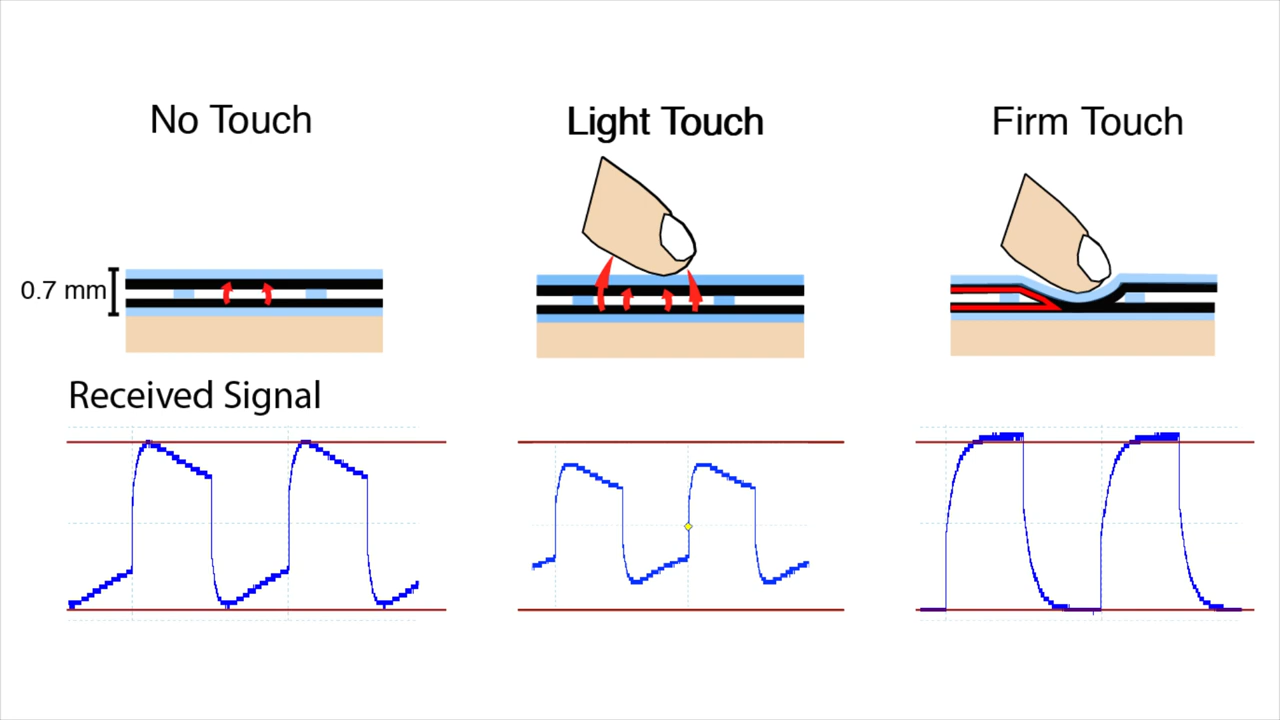 No Touch
Light Touch
Firm Touch
0.7 mm
Received Signal